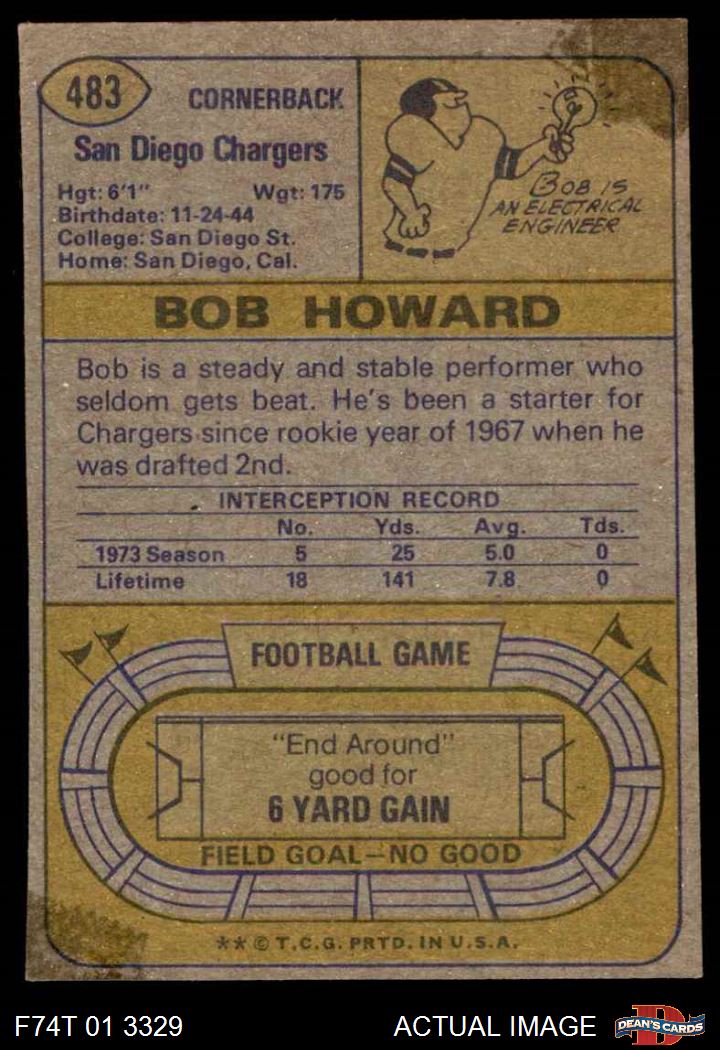 483
CORNERBACK
San Diego Chargers
Hgt: 6'1" Wgt: 175
Birthdate: 11-24-44
College: San Diego St.
Home: San Diego, Cal.
BOB IS
AN ELECTRICAL
ENGINEER
BOB HOWARD
Bob is a steady and stable performer who
seldom gets beat. He's been a starter for
Chargers since rookie year of 1967 when he
was drafted 2nd.
INTERCEPTION RECORD
No. Yds. Avg. Tds.
1973 Season 5 25 5.0 0
Lifetime 18 141 7.8 0
FOOTBALL GAME
"End Around"
good for
6 YARD GAIN
FIELD GOAL—NO GOOD
** © T.C.G. PRTD. IN U.S.A.
F74T 01 3329 ACTUAL IMAGE
D
DEAN'S CARDS